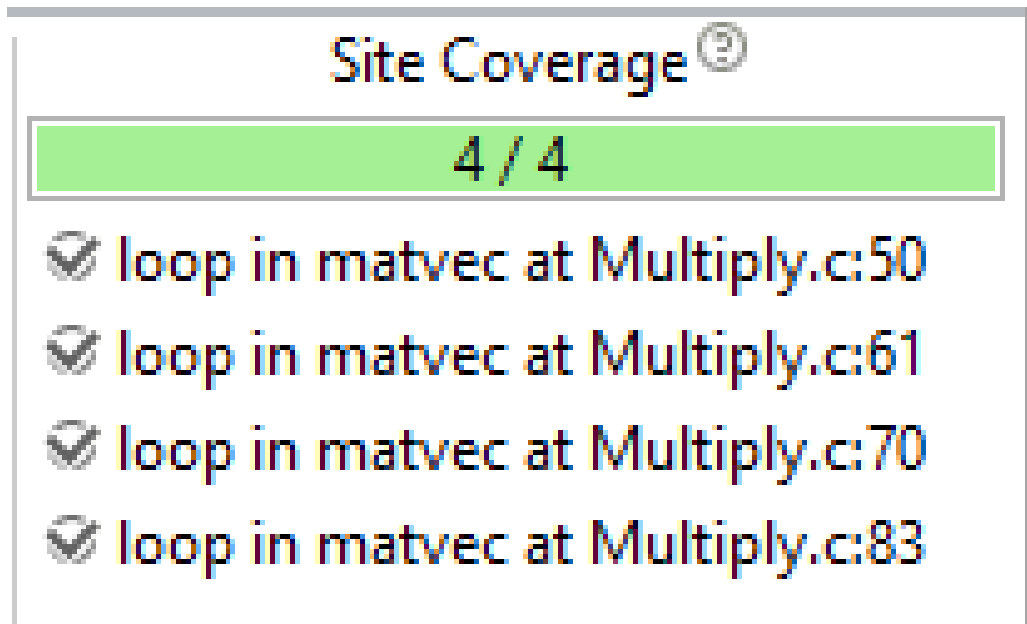 Site Coverage ?
4 / 4
loop in matvec at Multiply.c:50
loop in matvec at Multiply.c:61
loop in matvec at Multiply.c:70
loop in matvec at Multiply.c:83